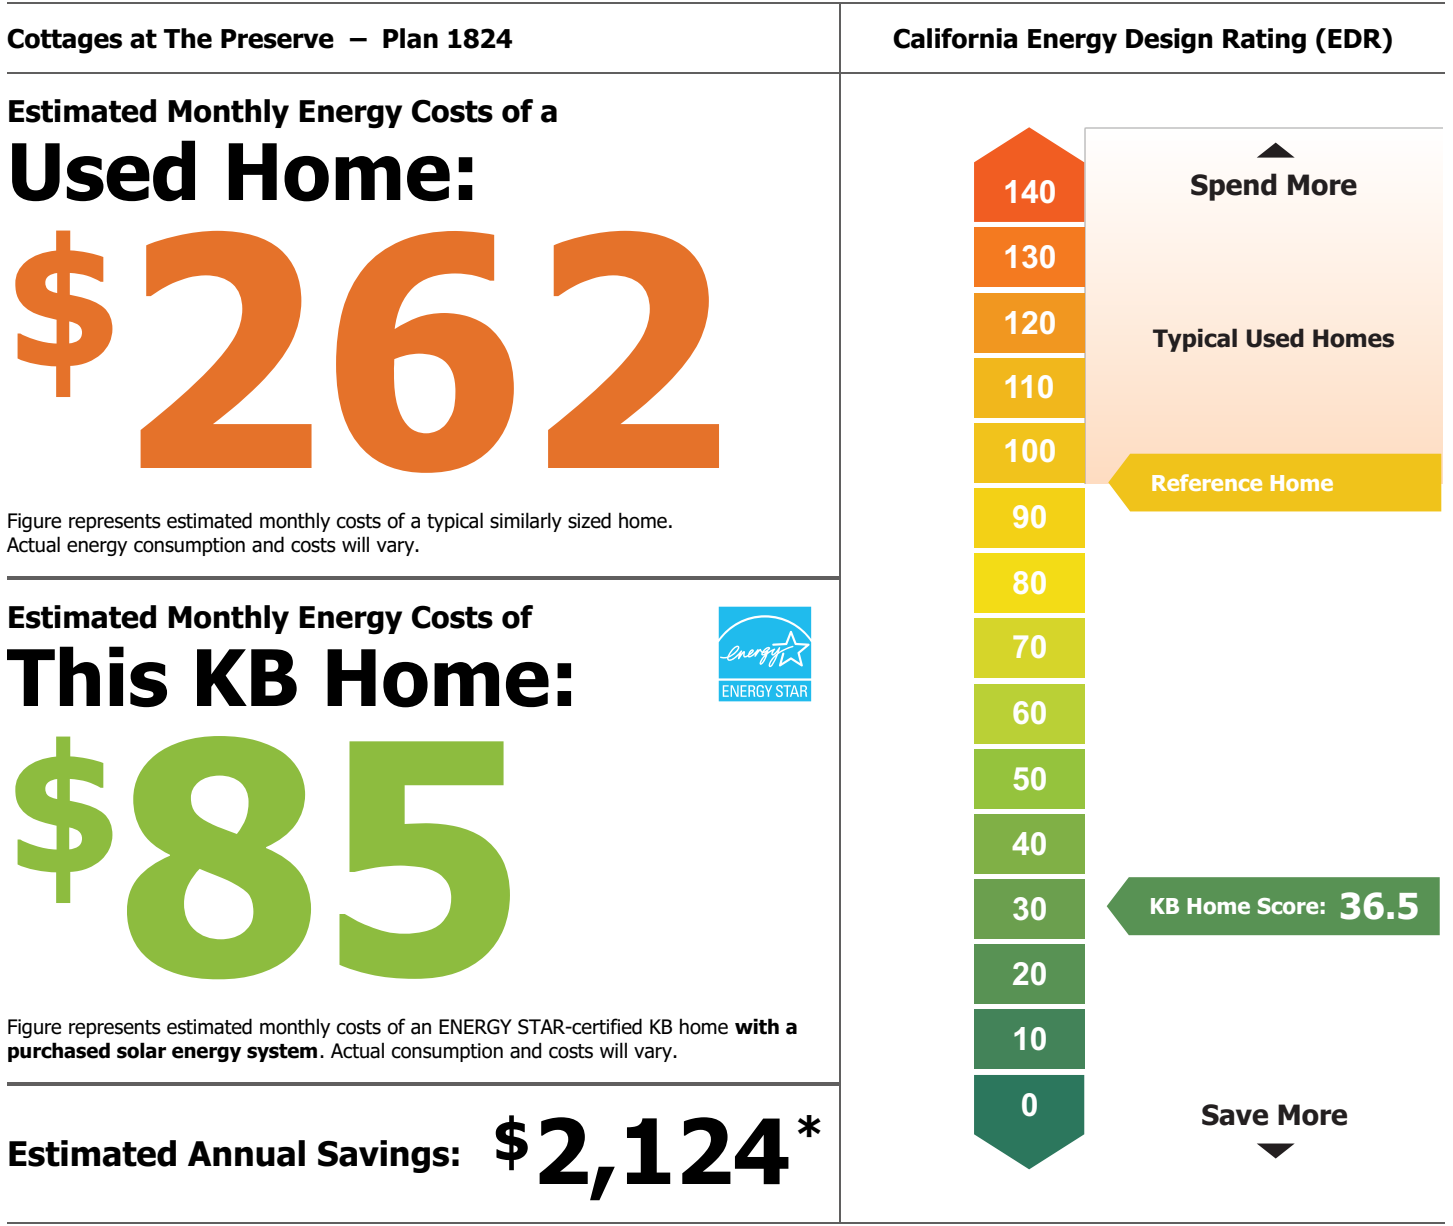 Cottages at The Preserve – Plan 1824
Estimated Monthly Energy Costs of a
Used Home:
$262
Figure represents estimated monthly costs of a typical similarly sized home.
Actual energy consumption and costs will vary.
Estimated Monthly Energy Costs of
This KB Home:
energy
ENERGY STAR
$85
Figure represents estimated monthly costs of an ENERGY STAR-certified KB home with a
purchased solar energy system. Actual consumption and costs will vary.
Estimated Annual Savings: $2,124*
California Energy Design Rating (EDR)
140
130
120
110
100
90
80
70
60
50
40
30
20
10
0
Spend More
Typical Used Homes
Reference Home
KB Home Score: 36.5
Save More